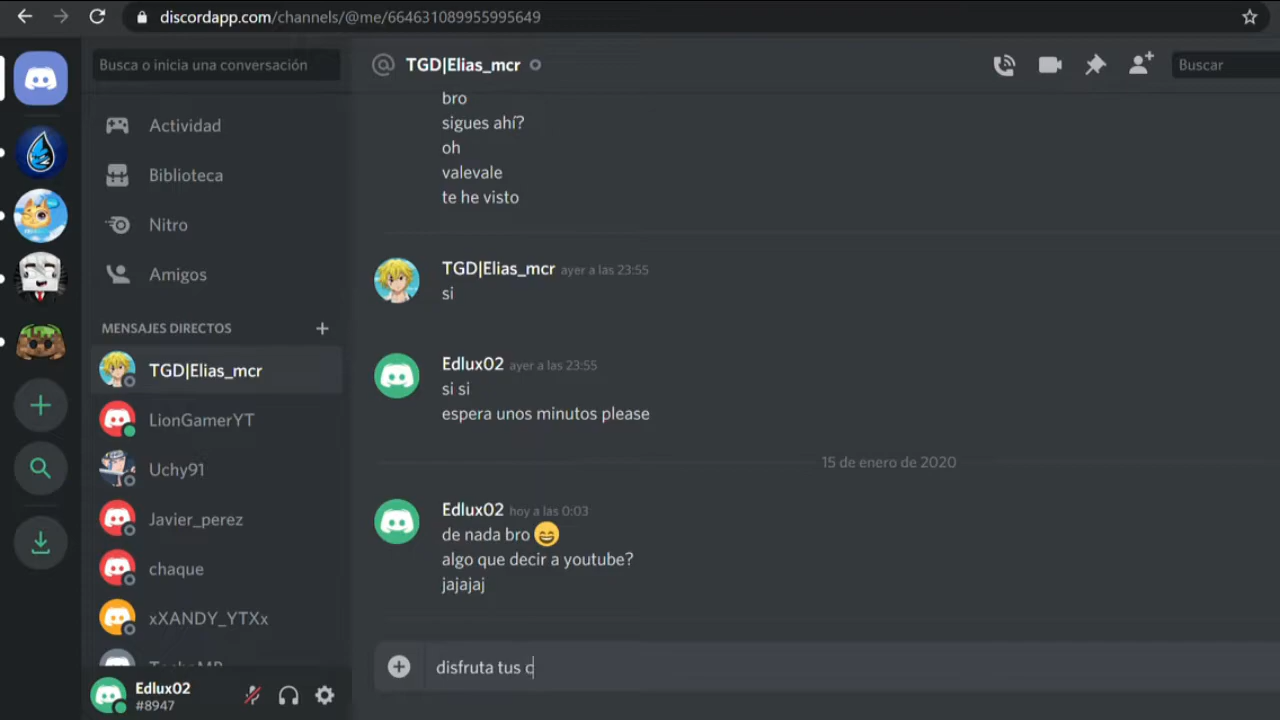 discordapp.com/channels/@me/664631089955995649
Busca o inicia una conversación
TGD|Elias_mcr
Buscar
Actividad
Biblioteca
Nitro
Amigos
MENSAJES DIRECTOS
TGD|Elias_mcr
LionGamerYT
Uchy91
Javier_perez
chaque
xXANDY_YTXx
Edlux02
#8947
bro
sigues ahí?
oh
valevale
te he visto
TGD|Elias_mcr ayer a las 23:55
si
Edlux02 ayer a las 23:55
si si
espera unos minutos please
15 de enero de 2020
Edlux02 hoy a las 0:03
de nada bro 😄
algo que decir a youtube?
jajajaj
disfruta tus c